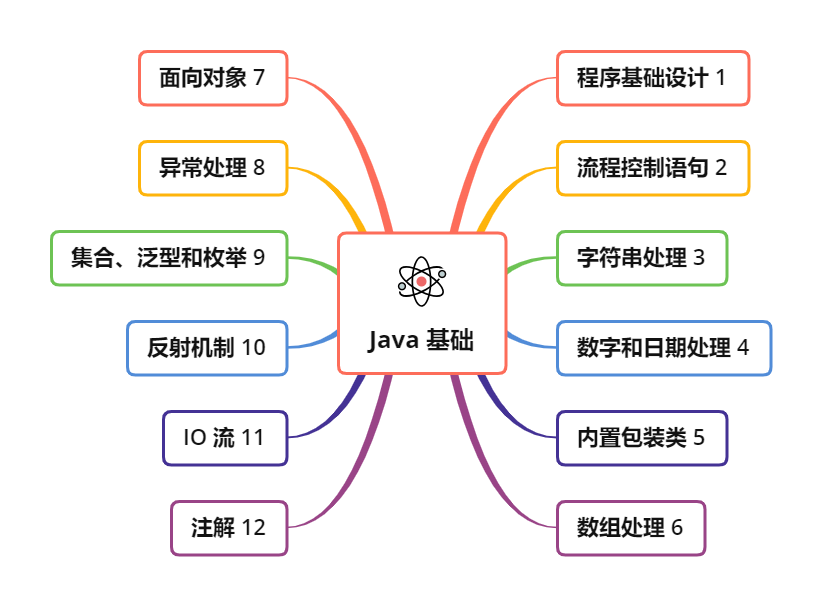 面向对象 7
程序基础设计 1
异常处理 8
流程控制语句 2
集合、泛型和枚举 9
字符串处理 3
Java 基础
反射机制 10
数字和日期处理 4
IO 流 11
内置包装类 5
注解 12
数组处理 6